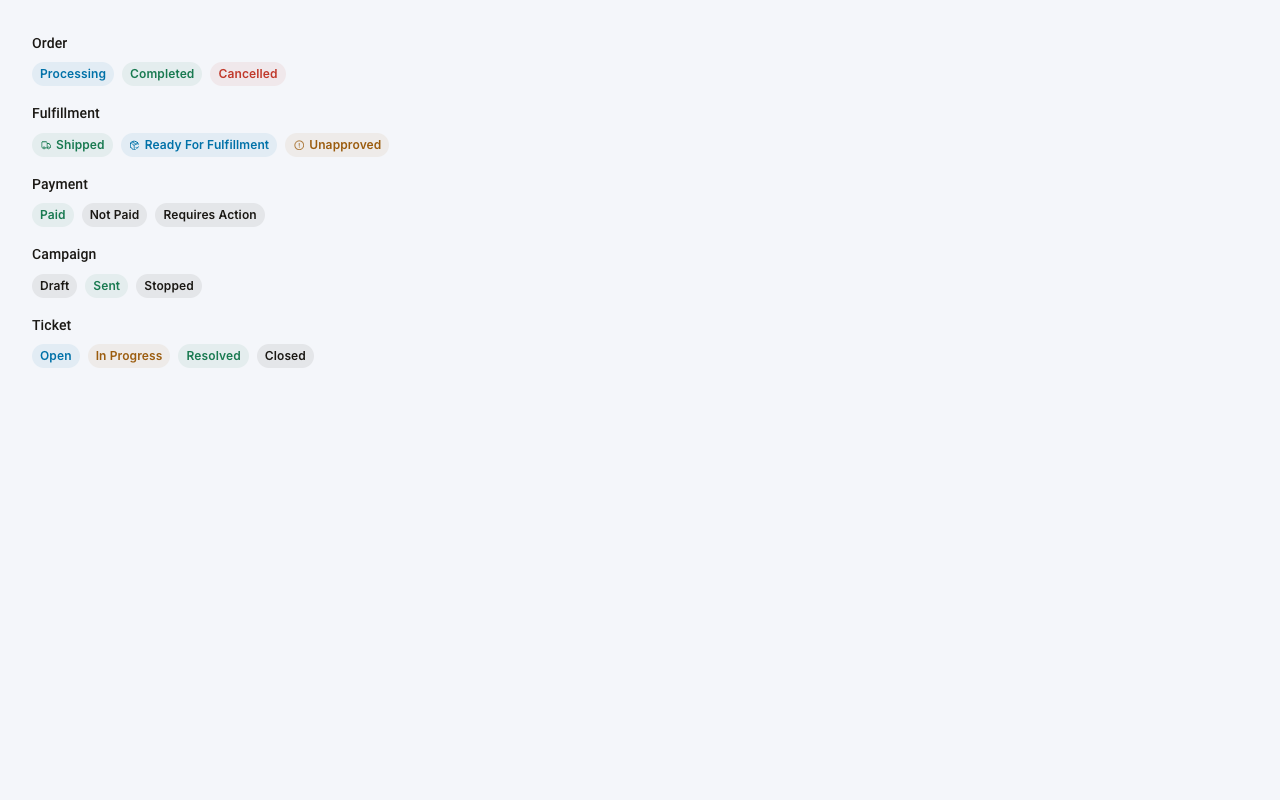 Order
Processing Completed Cancelled
Fulfillment
Shipped Ready For Fulfillment Unapproved
Payment
Paid Not Paid Requires Action
Campaign
Draft Sent Stopped
Ticket
Open In Progress Resolved Closed